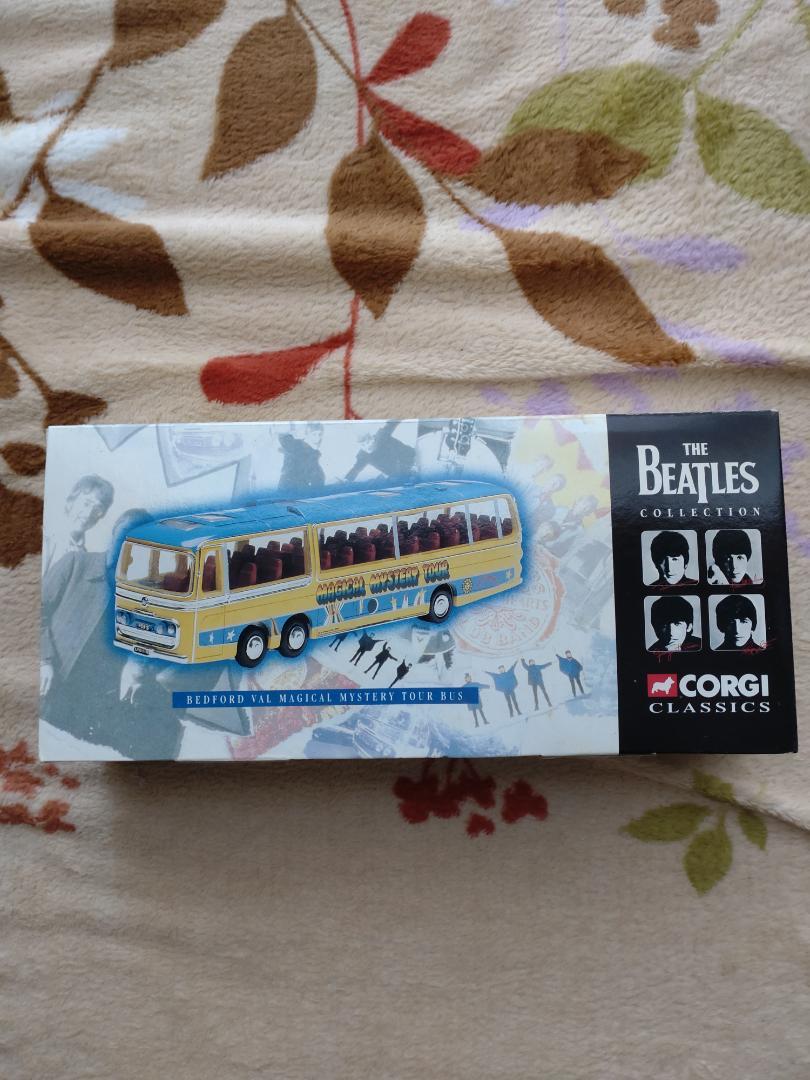 MAGICAL MYSTERY TOUR
BEDFORD VAL MAGICAL MYSTERY TOUR BUS
THE
BEATLES
COLLECTION
CORGI
CLASSICS